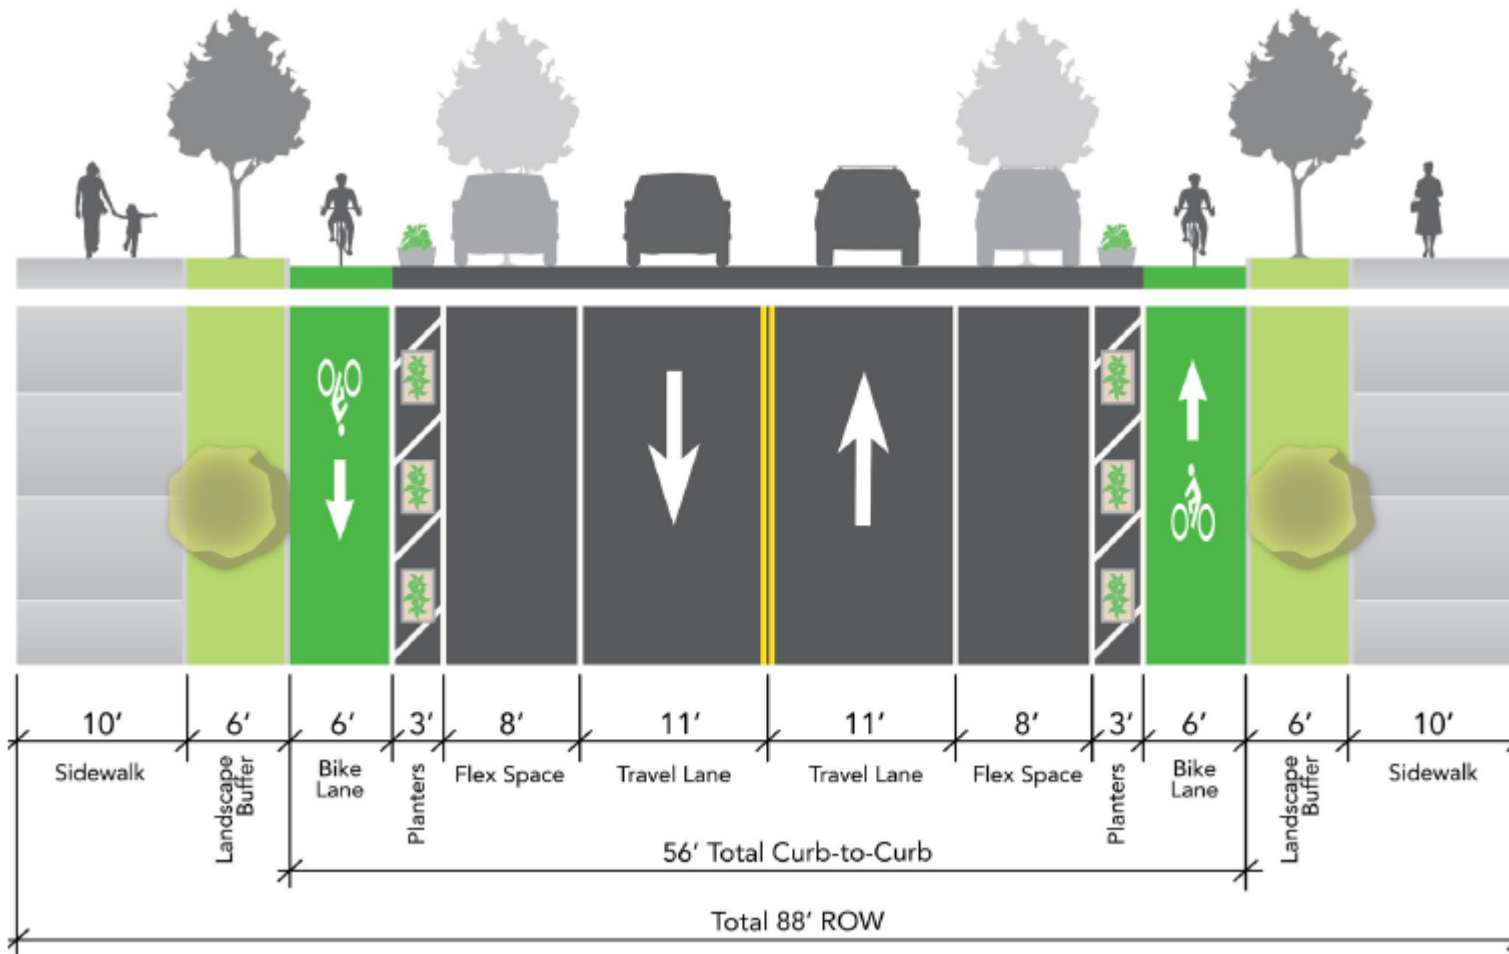 10’ 6’ 6’ 3’ 8’ 11’ 11’ 8’ 3’ 6’ 6’ 10’
Sidewalk
Landscape
Buffer
Bike
Lane
Planters
Flex Space
Travel Lane
Travel Lane
Flex Space
Planters
Bike
Lane
Landscape
Buffer
Sidewalk
56’ Total Curb-to-Curb
Total 88’ ROW